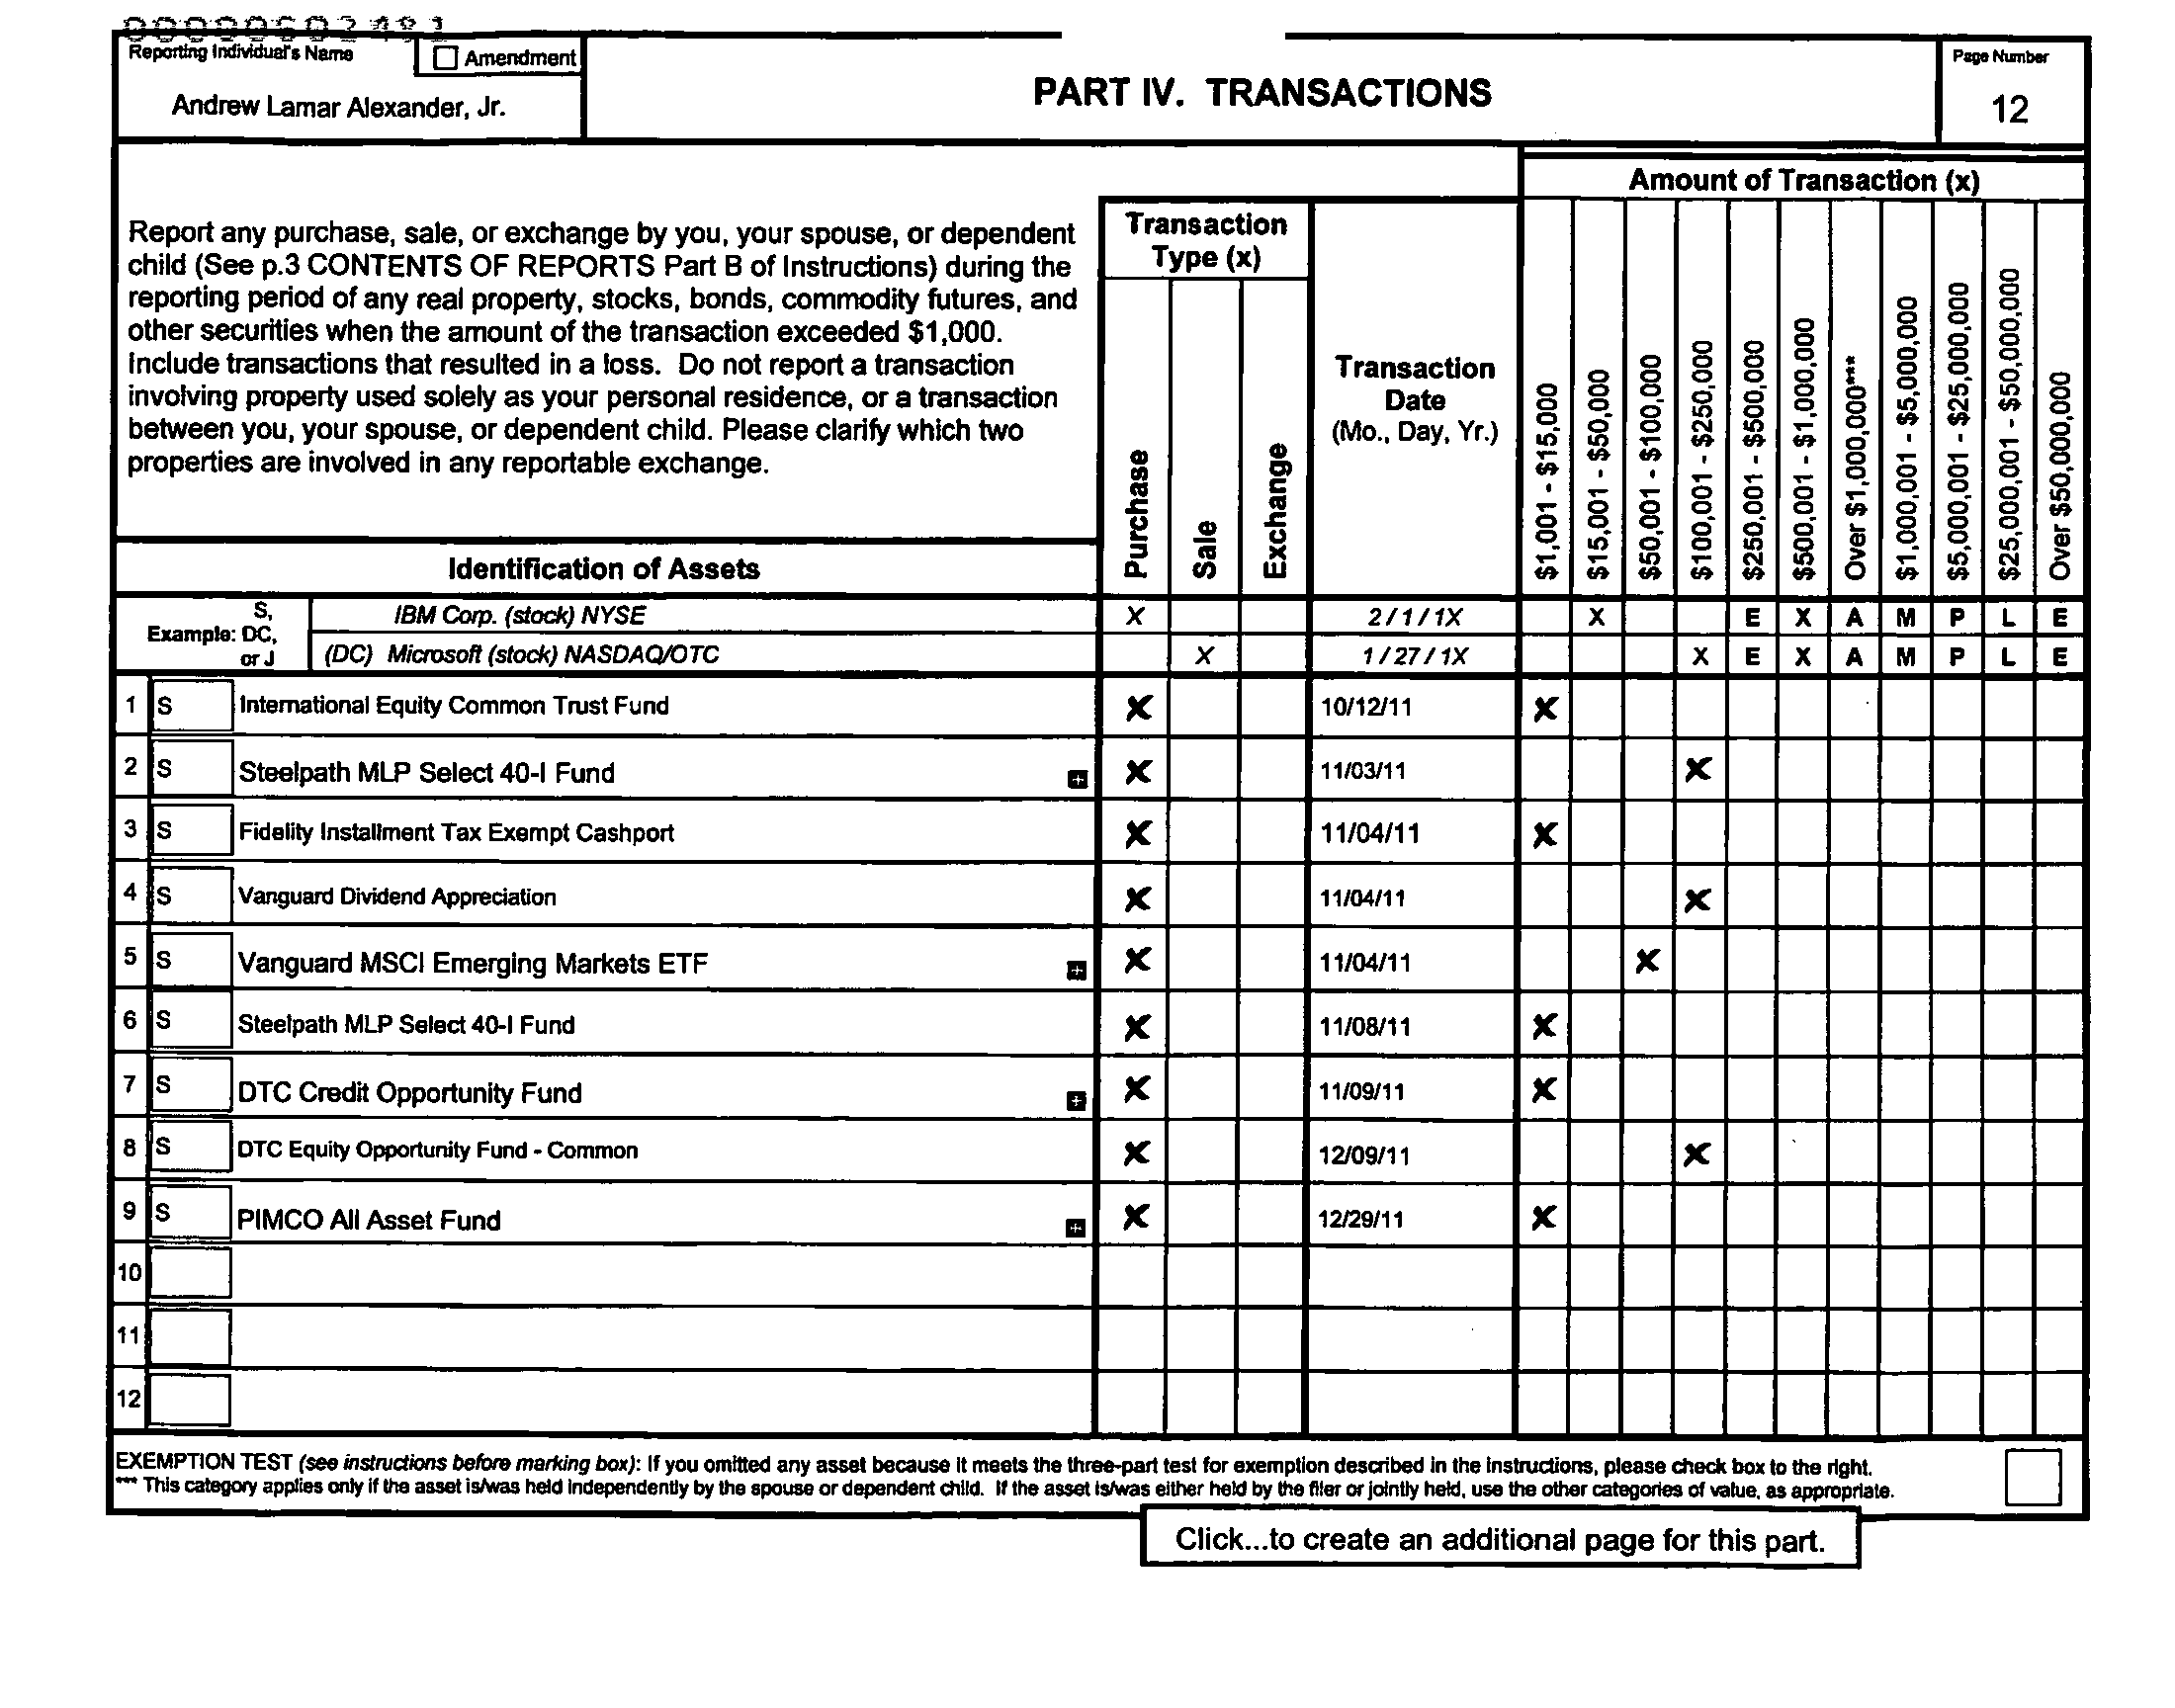 000000602481
Reporting Individual's Name
Amendment
Andrew Lamar Alexander, Jr.
PART IV. TRANSACTIONS
Page Number
12
Report any purchase, sale, or exchange by you, your spouse, or dependent
child (See p.3 CONTENTS OF REPORTS Part B of Instructions) during the
reporting period of any real property, stocks, bonds, commodity futures, and
other securities when the amount of the transaction exceeded $1,000.
Include transactions that resulted in a loss. Do not report a transaction
involving property used solely as your personal residence, or a transaction
between you, your spouse, or dependent child. Please clarify which two
properties are involved in any reportable exchange.
Identification of Assets
Transaction
Type (x)
Purchase
Sale
Exchange
Transaction
Date
(Mo., Day, Yr.)
Amount of Transaction (x)
$1,001 - $15,000
$15,001 - $50,000
$50,001 - $100,000
$100,001 - $250,000
$250,001 - $500,000
$500,001 - $1,000,000
Over $1,000,000***
$1,000,001 - $5,000,000
$5,000,001 - $25,000,000
$25,000,001 - $50,000,000
Over $50,000,000
Example: S, DC, or J
IBM Corp. (stock) NYSE X 2 / 1 / 1X X E X A M P L E
(DC) Microsoft (stock) NASDAQ/OTC X 1 / 27 / 1X X E X A M P L E
1 S International Equity Common Trust Fund X 10/12/11 X
2 S Steelpath MLP Select 40-I Fund + X 11/03/11 X
3 S Fidelity Installment Tax Exempt Cashport X 11/04/11 X
4 S Vanguard Dividend Appreciation X 11/04/11 X
5 S Vanguard MSCI Emerging Markets ETF + X 11/04/11 X
6 S Steelpath MLP Select 40-I Fund X 11/08/11 X
7 S DTC Credit Opportunity Fund + X 11/09/11 X
8 S DTC Equity Opportunity Fund - Common X 12/09/11 X
9 S PIMCO All Asset Fund + X 12/29/11 X
10
11
12
EXEMPTION TEST (see instructions before marking box): If you omitted any asset because it meets the three-part test for exemption described in the instructions, please check box to the right.
*** This category applies only if the asset is/was held independently by the spouse or dependent child. If the asset is/was either held by the filer or jointly held, use the other categories of value, as appropriate.
Click...to create an additional page for this part.